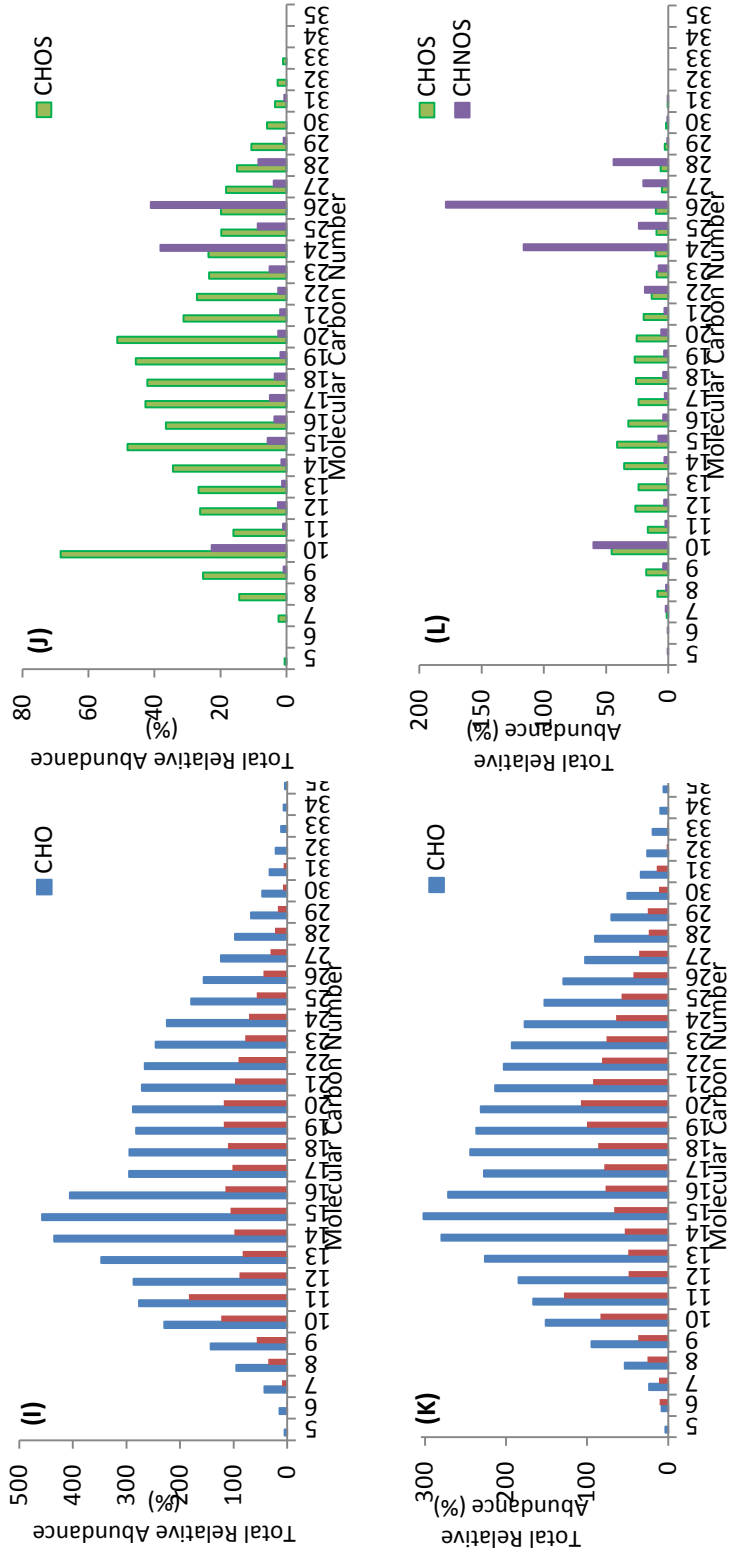 (I)
Total Relative Abundance
(%)
500
400
300
200
100
0
CHO
5 6 7 8 9 10 11 12 13 14 15 16 17 18 19 20 21 22 23 24 25 26 27 28 29 30 31 32 33 34 35
Molecular Carbon Number
(J)
Total Relative Abundance
(%)
80
60
40
20
0
CHOS
5 6 7 8 9 10 11 12 13 14 15 16 17 18 19 20 21 22 23 24 25 26 27 28 29 30 31 32 33 34 35
Molecular Carbon Number
(K)
Total Relative
Abundance (%)
300
200
100
0
CHO
5 6 7 8 9 10 11 12 13 14 15 16 17 18 19 20 21 22 23 24 25 26 27 28 29 30 31 32 33 34 35
Molecular Carbon Number
(L)
Total Relative
Abundance (%)
200
150
100
50
0
CHOS
CHNOS
5 6 7 8 9 10 11 12 13 14 15 16 17 18 19 20 21 22 23 24 25 26 27 28 29 30 31 32 33 34 35
Molecular Carbon Number